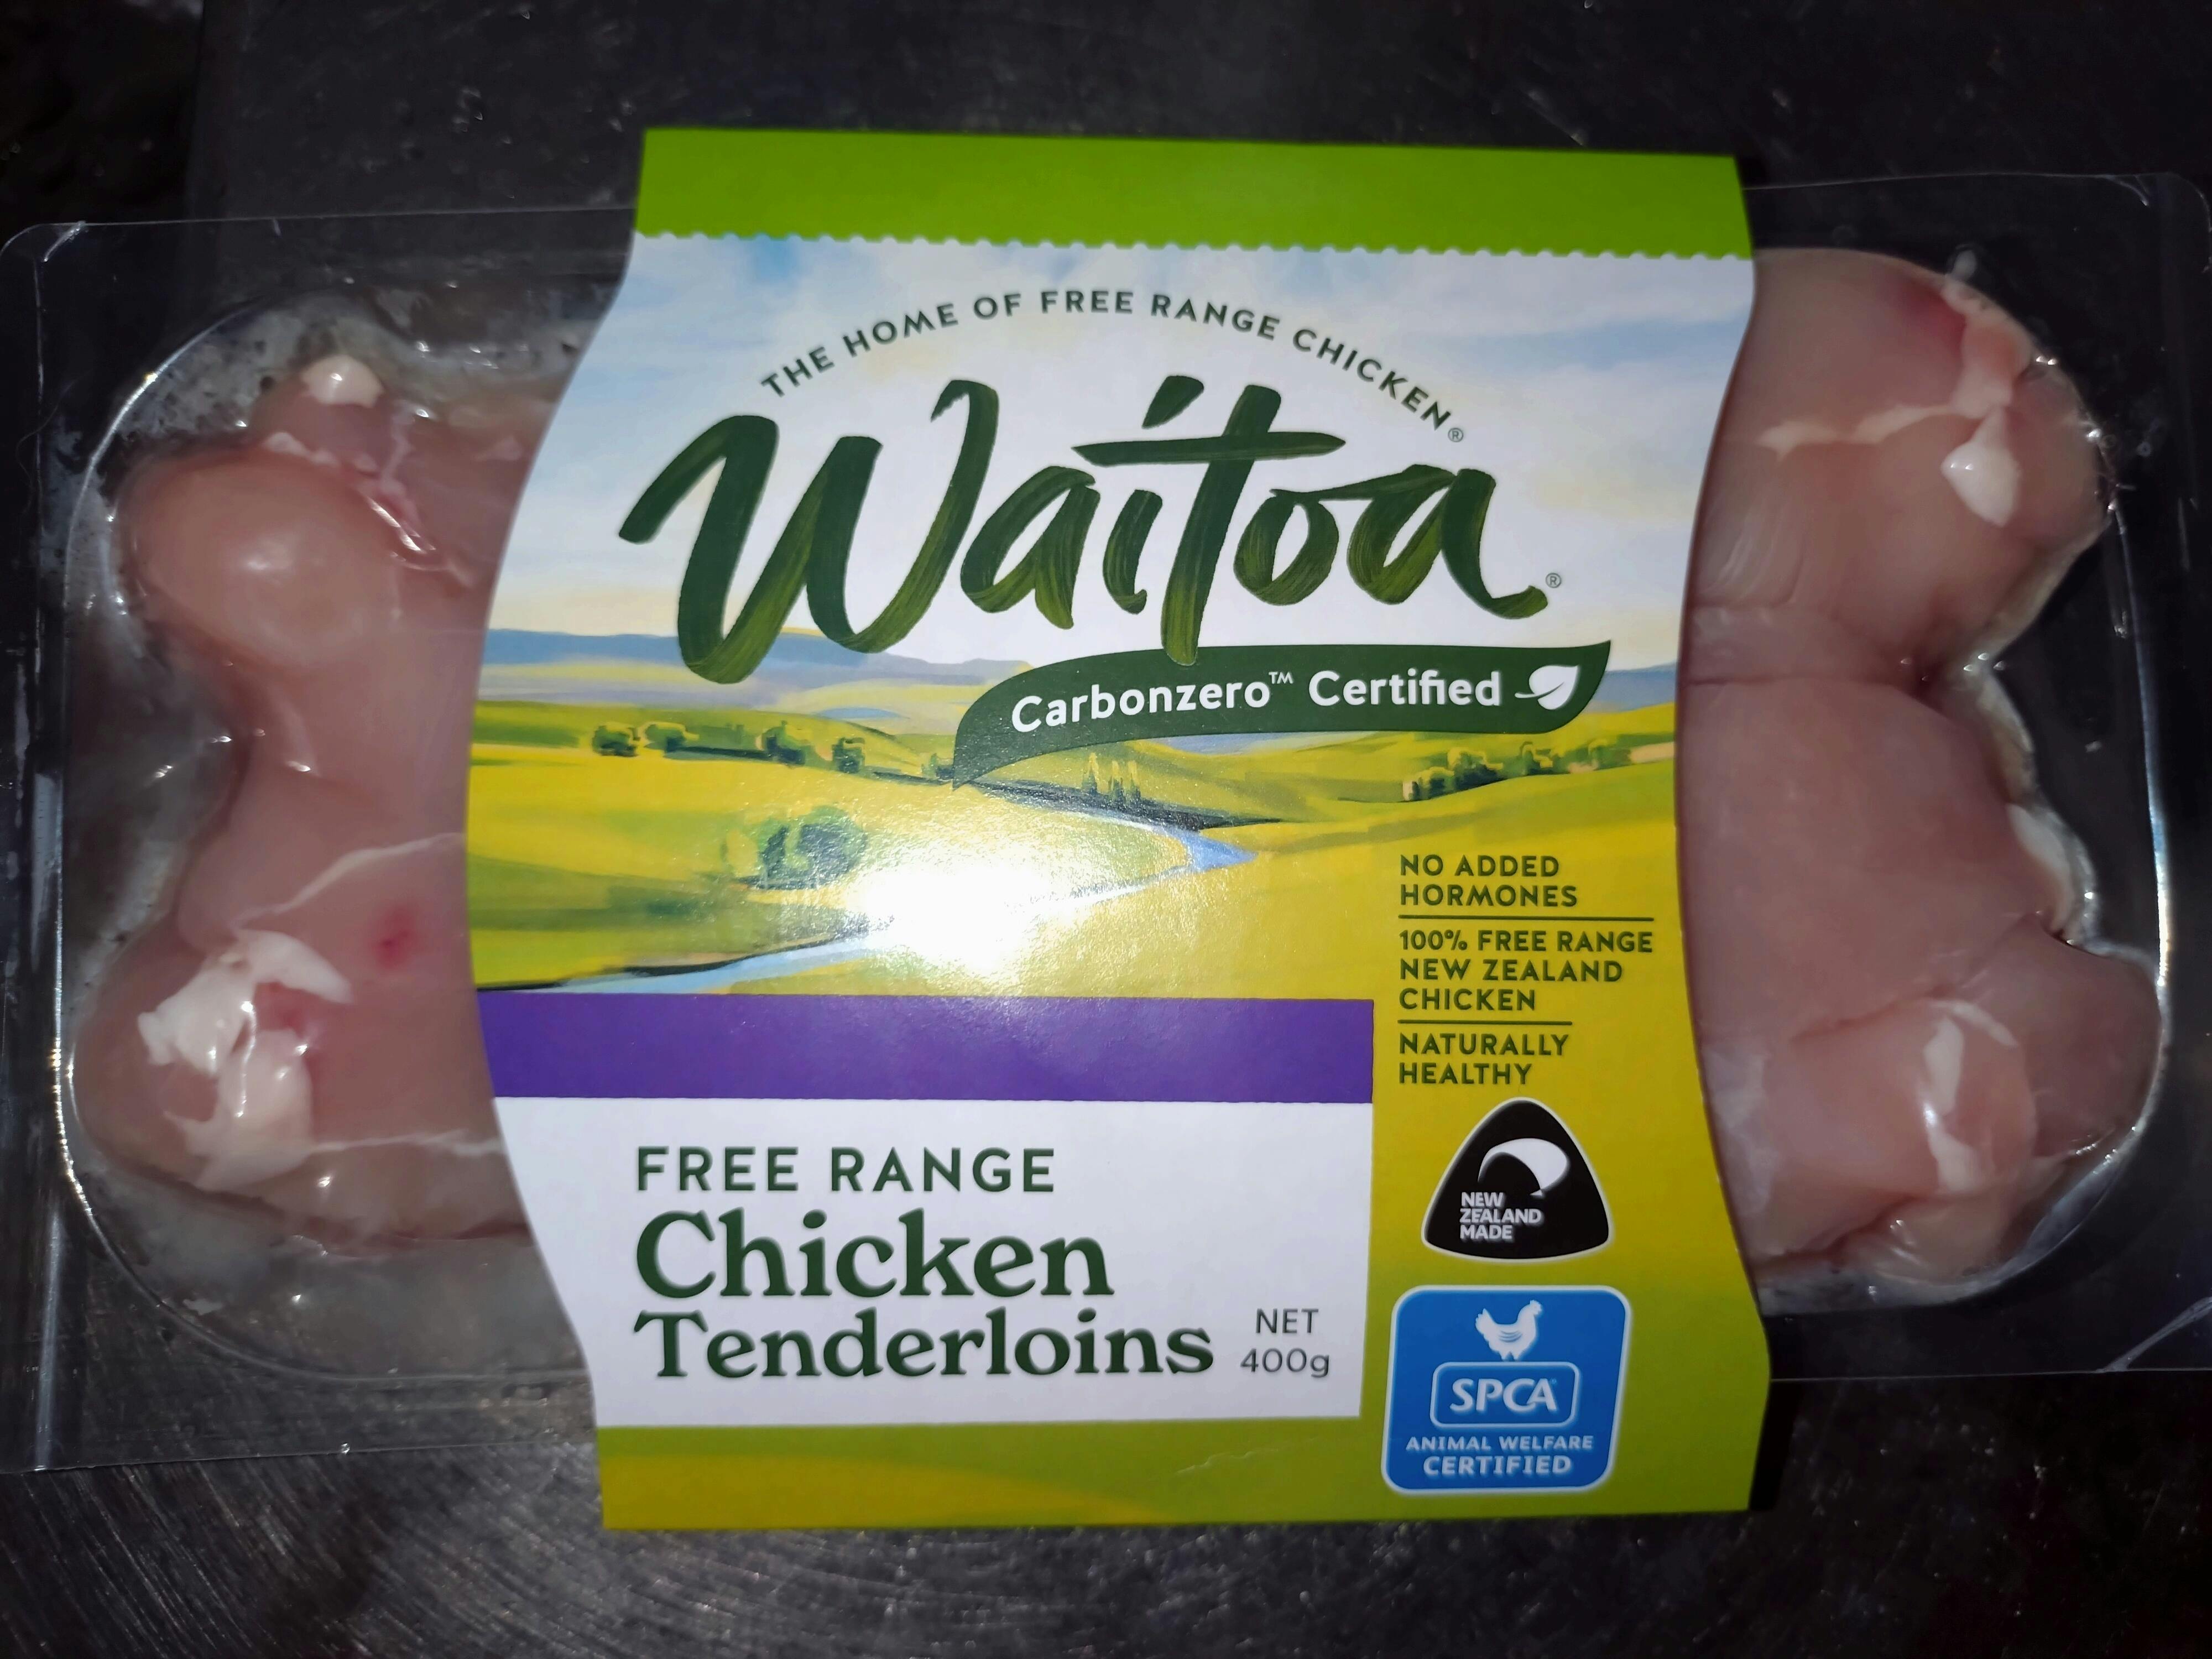 THE HOME OF FREE RANGE CHICKEN®
Waitoa®
Carbonzero™ Certified
NO ADDED
HORMONES
100% FREE RANGE
NEW ZEALAND
CHICKEN
NATURALLY
HEALTHY
NEW
ZEALAND
MADE
FREE RANGE
Chicken
Tenderloins
NET
400g
SPCA
ANIMAL WELFARE
CERTIFIED